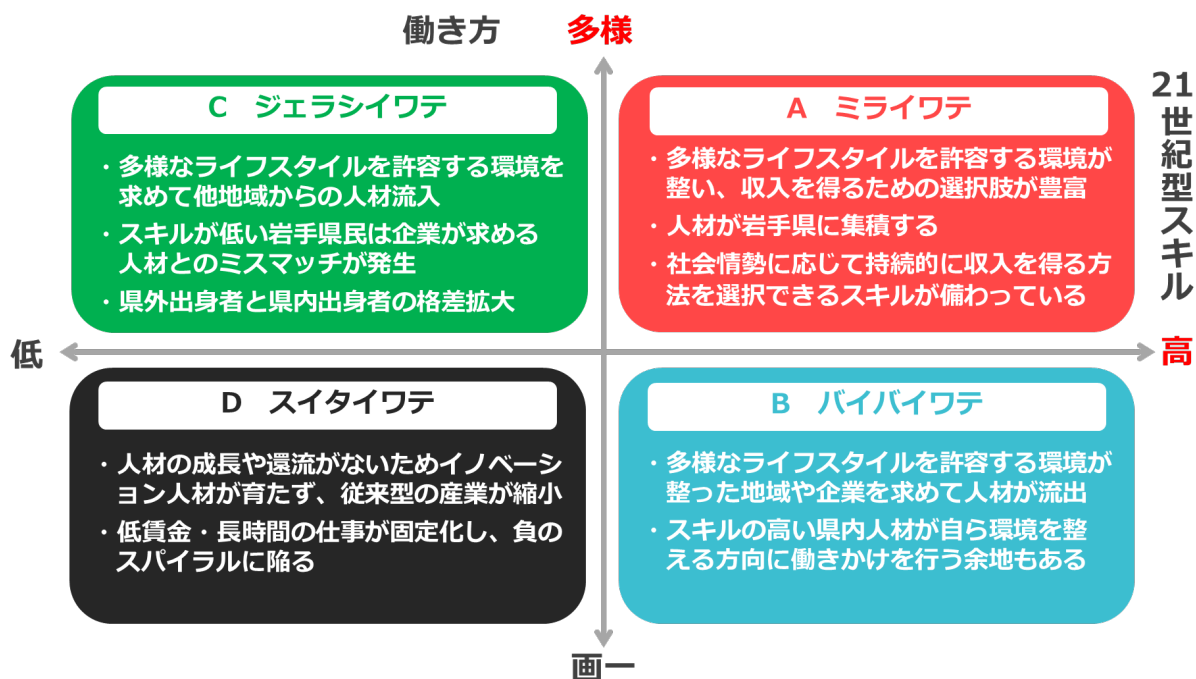 働き方 多様
21世紀型スキル
C ジェラシイワテ
・多様なライフスタイルを許容する環境を
求めて他地域からの人材流入
・スキルが低い岩手県民は企業が求める
人材とのミスマッチが発生
・県外出身者と県内出身者の格差拡大
A ミライワテ
・多様なライフスタイルを許容する環境が
整い、収入を得るための選択肢が豊富
・人材が岩手県に集積する
・社会情勢に応じて持続的に収入を得る方
法を選択できるスキルが備わっている
低
高
D スイタイワテ
・人材の成長や還流がないためイノベーシ
ョン人材が育たず、従来型の産業が縮小
・低賃金・長時間の仕事が固定化し、負の
スパイラルに陥る
B バイバイワテ
・多様なライフスタイルを許容する環境が
整った地域や企業を求めて人材が流出
・スキルの高い県内人材が自ら環境を整
える方向に働きかけを行う余地もある
画一